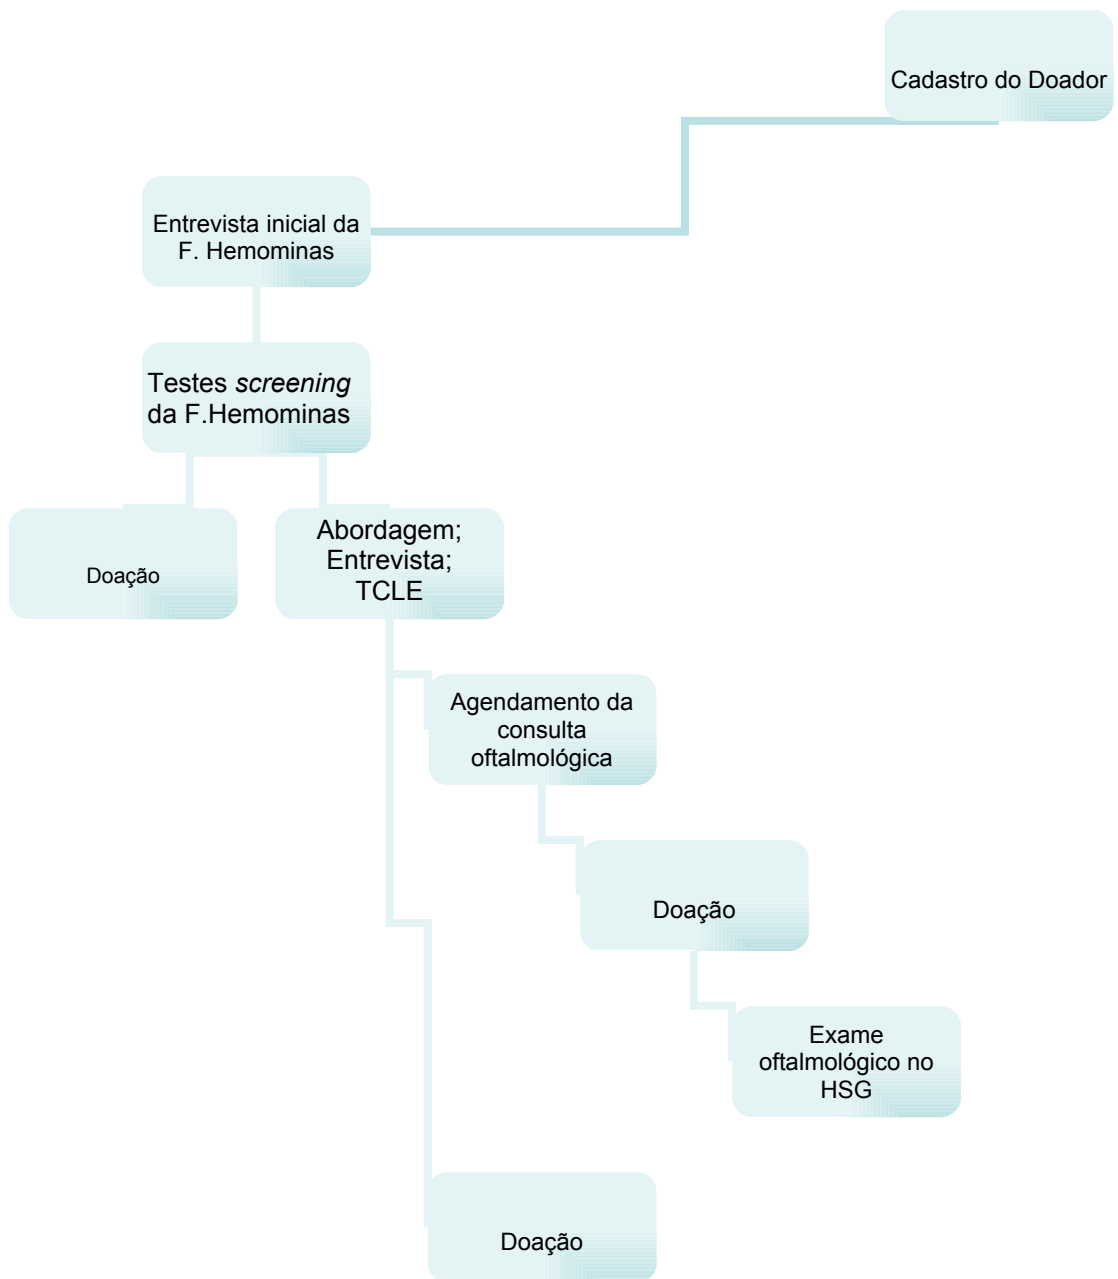 Cadastro do Doador
Entrevista inicial da
F. Hemominas
Testes screening
da F.Hemominas
Doação
Abordagem;
Entrevista;
TCLE
Agendamento da
consulta
oftalmológica
Doação
Exame
oftalmológico no
HSG
Doação